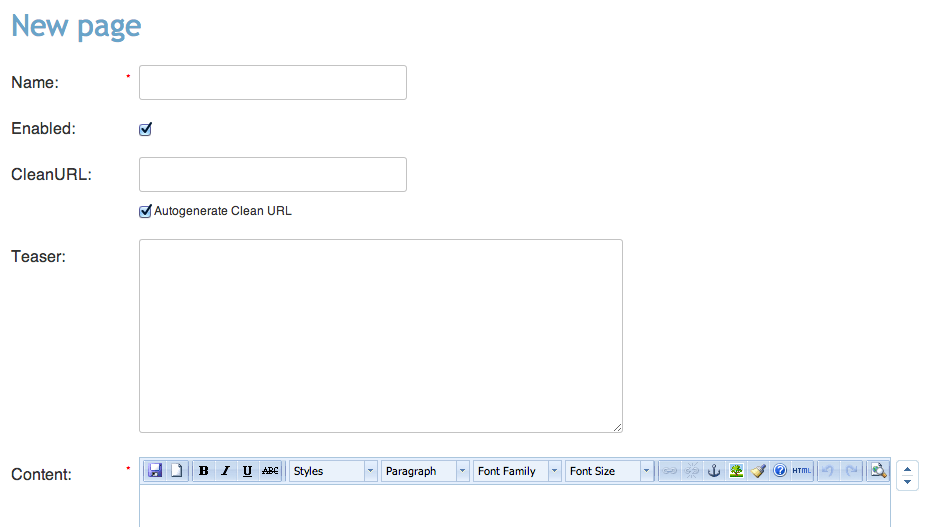 New page
Name: *
Enabled:
CleanURL:
Autogenerate Clean URL
Teaser:
Content: * B I U ABC Styles Paragraph Font Family Font Size HTML